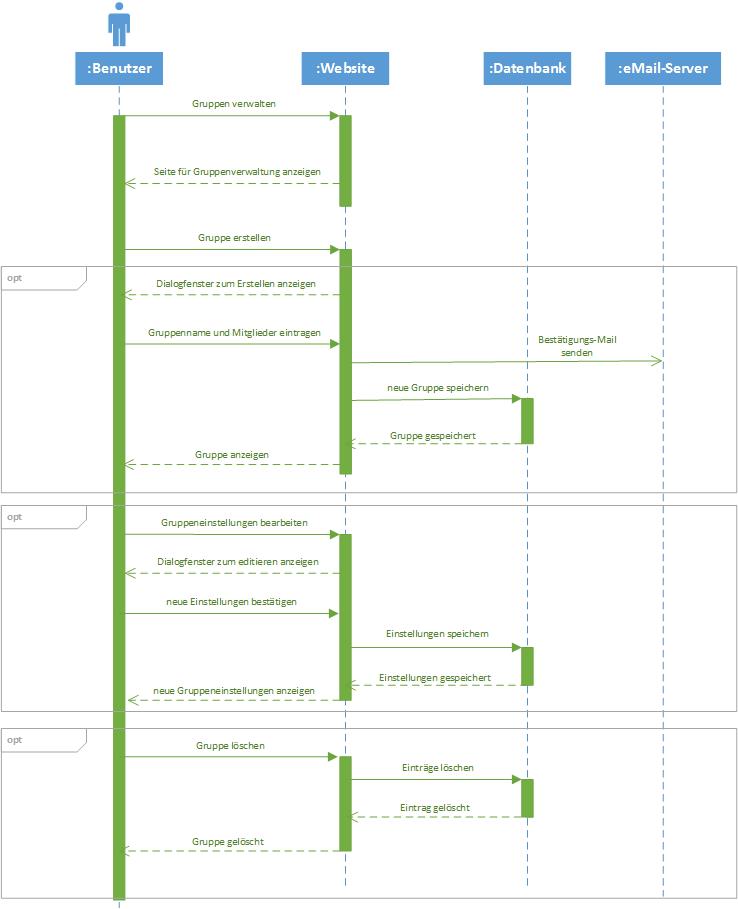 :Benutzer
:Website
:Datenbank
:eMail-Server
Gruppen verwalten
Seite für Gruppenverwaltung anzeigen
Gruppe erstellen
opt
Dialogfenster zum Erstellen anzeigen
Gruppenname und Mitglieder eintragen
Bestätigungs-Mail
senden
neue Gruppe speichern
Gruppe gespeichert
Gruppe anzeigen
opt
Gruppeneinstellungen bearbeiten
Dialogfenster zum editieren anzeigen
neue Einstellungen bestätigen
Einstellungen speichern
Einstellungen gespeichert
neue Gruppeneinstellungen anzeigen
opt
Gruppe löschen
Einträge löschen
Eintrag gelöscht
Gruppe gelöscht